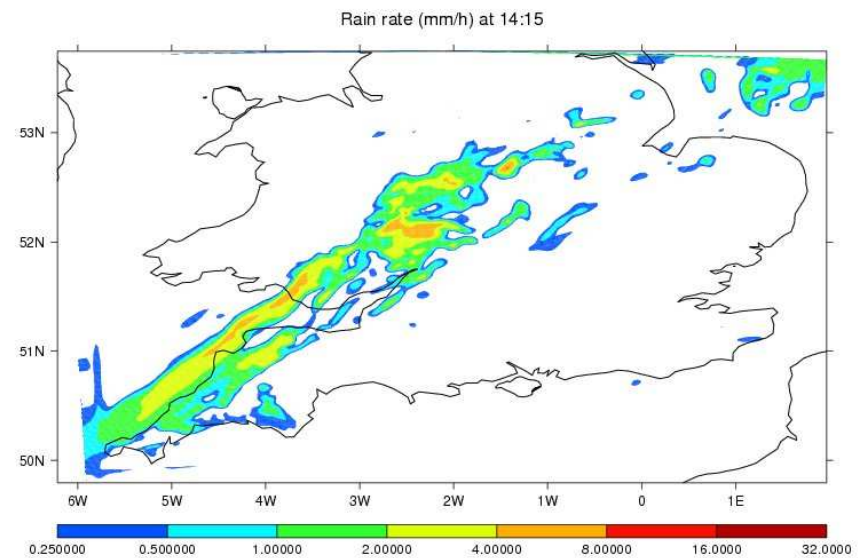 Rain rate (mm/h) at 14:15
53N
52N
51N
50N
6W 5W 4W 3W 2W 1W 0 1E
0.250000 0.500000 1.00000 2.00000 4.00000 8.00000 16.0000 32.0000